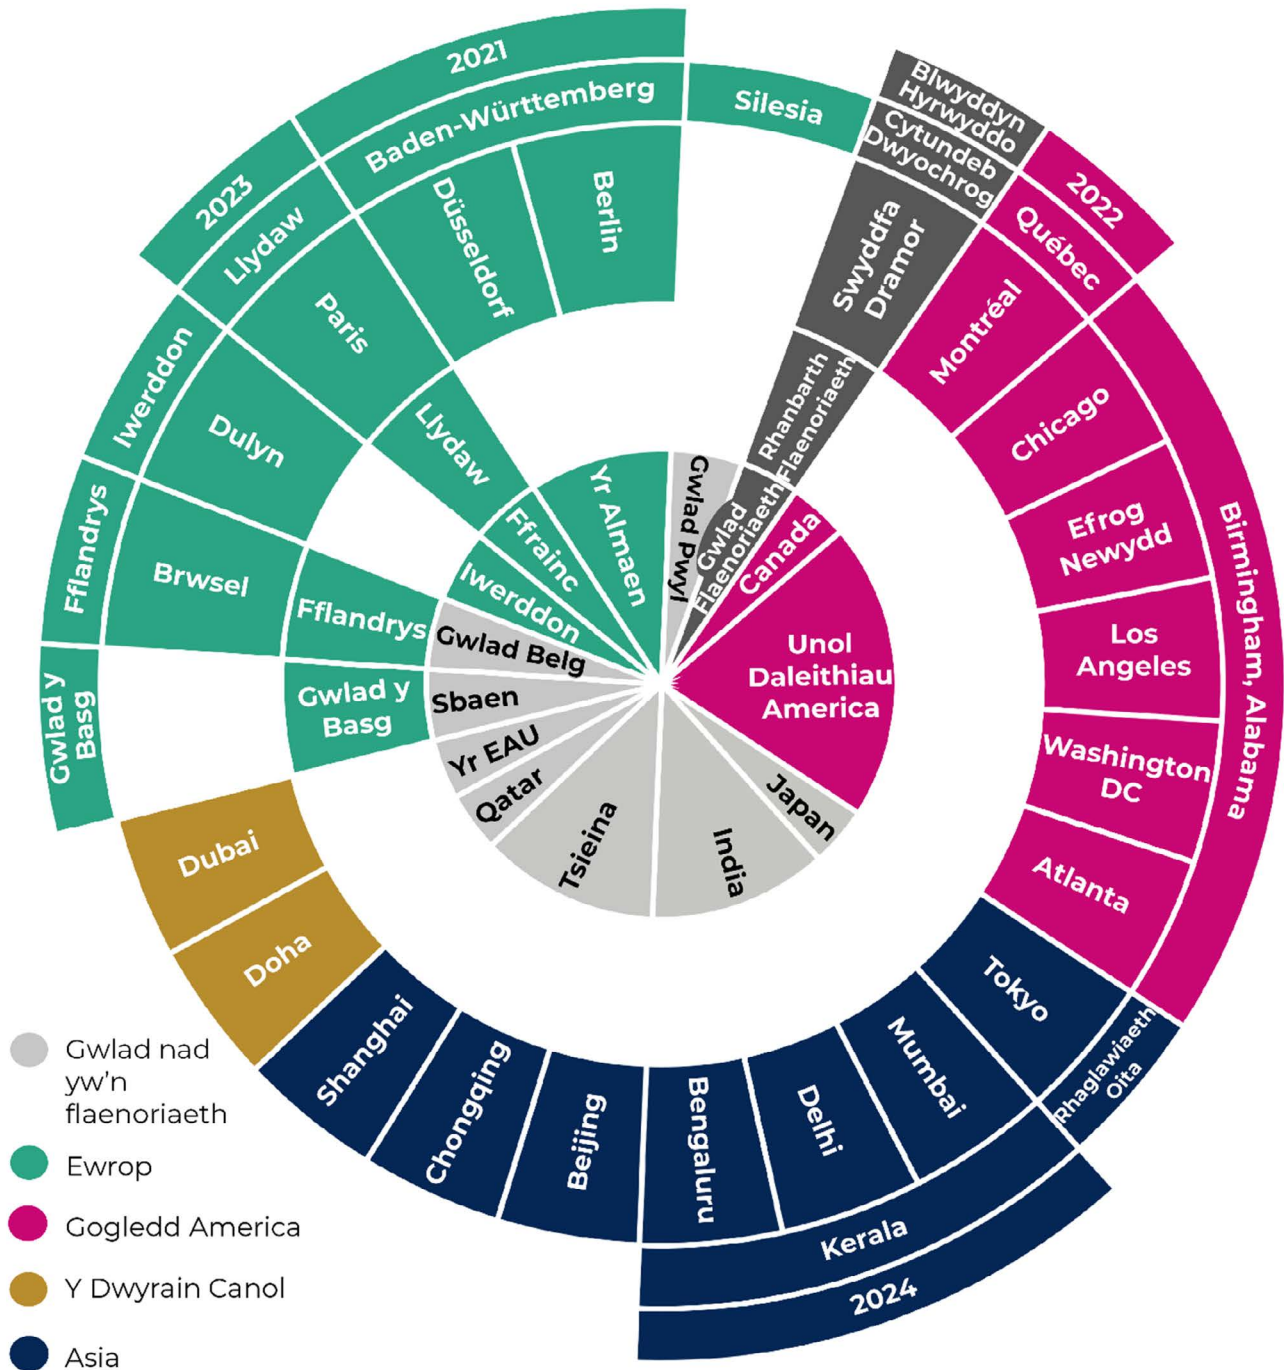 Blwyddyn
Hyrwyddo
Cytundeb
Dwyochrog
Swyddfa
Dramor
Rhanbarth
Flaenoriaeth
Gwlad
Flaenoriaeth
2022
Québec
Montréal
Canada
Birmingham, Alabama
Chicago
Efrog
Newydd
Los
Angeles
Washington
DC
Atlanta
Unol
Daleithiau
America
Rhaglawiaeth
Oita
Tokyo
Japan
2024
Kerala
Mumbai
Delhi
Bengaluru
India
Beijing
Chongqing
Shanghai
Tsieina
Doha
Qatar
Dubai
Yr EAU
Gwlad y
Basg
Gwlad y
Basg
Sbaen
Fflandrys
Brwsel
Fflandrys
Gwlad Belg
Iwerddon
Dulyn
Iwerddon
2023
Llydaw
Paris
Llydaw
Ffrainc
2021
Baden-Württemberg
Düsseldorf
Berlin
Yr Almaen
Silesia
Gwlad Pwyl
Gwlad nad
yw’n
flaenoriaeth
Ewrop
Gogledd America
Y Dwyrain Canol
Asia